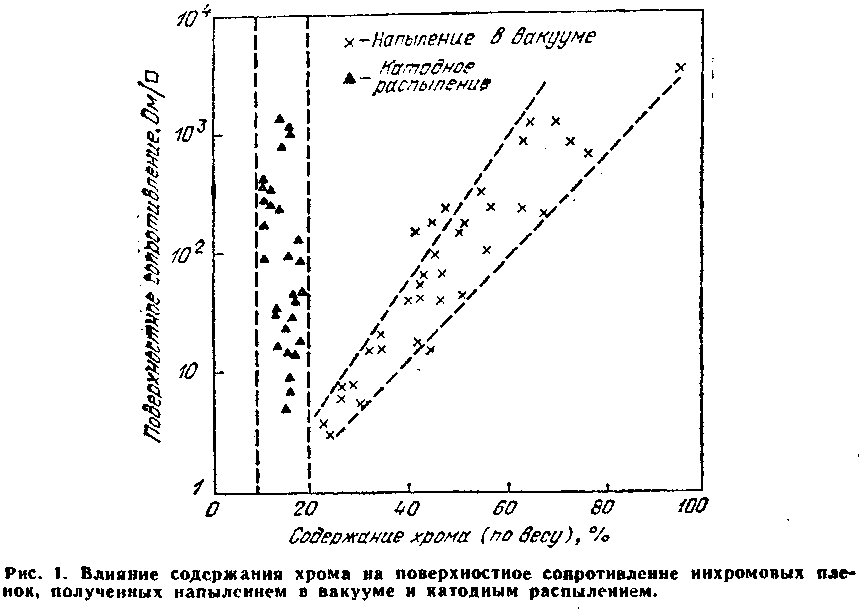 10⁴
×–Напыление в вакууме
▲–Катодное
распыление
10³
10²
10
1
Поверхностное сопротивление, Ом/□
0 20 40 60 80 100
Содержание хрома (по весу), %
Рис. 1. Влияние содержания хрома на поверхностное сопротивление нихромовых пле-
нок, полученных напылением в вакууме и катодным распылением.